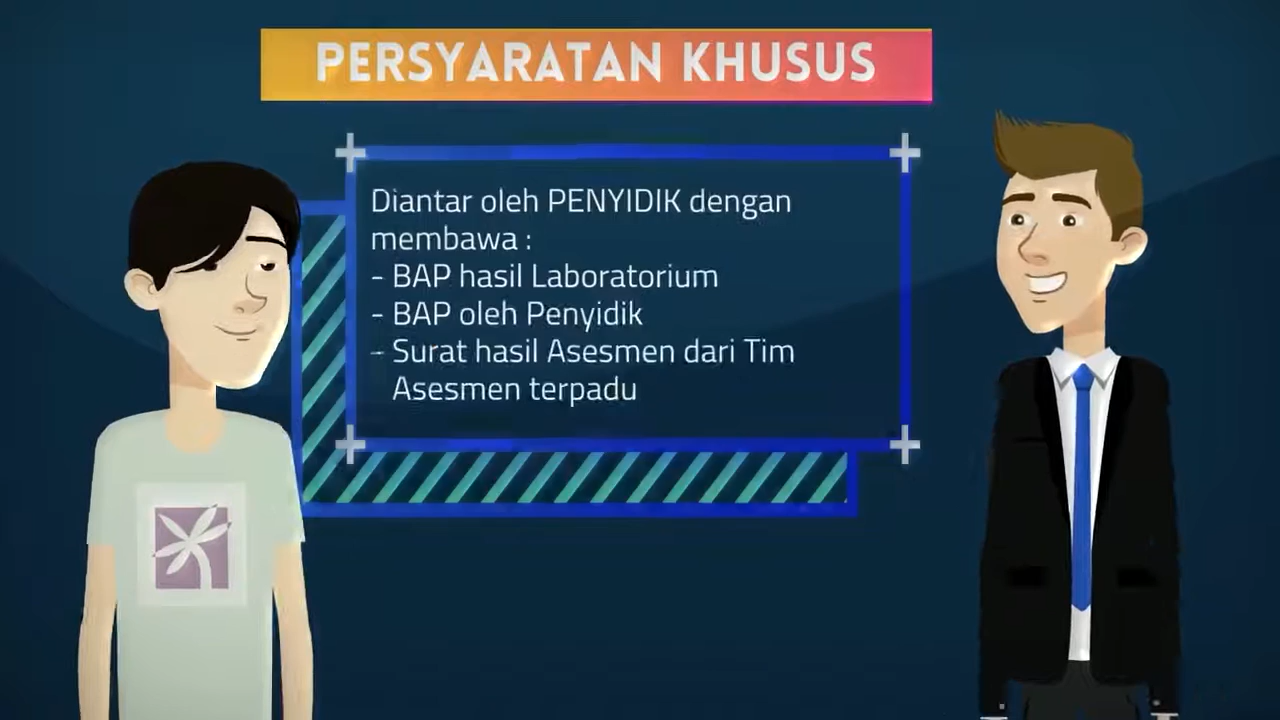 PERSYARATAN KHUSUS
Diantar oleh PENYIDIK dengan
membawa :
- BAP hasil Laboratorium
- BAP oleh Penyidik
- Surat hasil Asesmen dari Tim
Asesmen terpadu